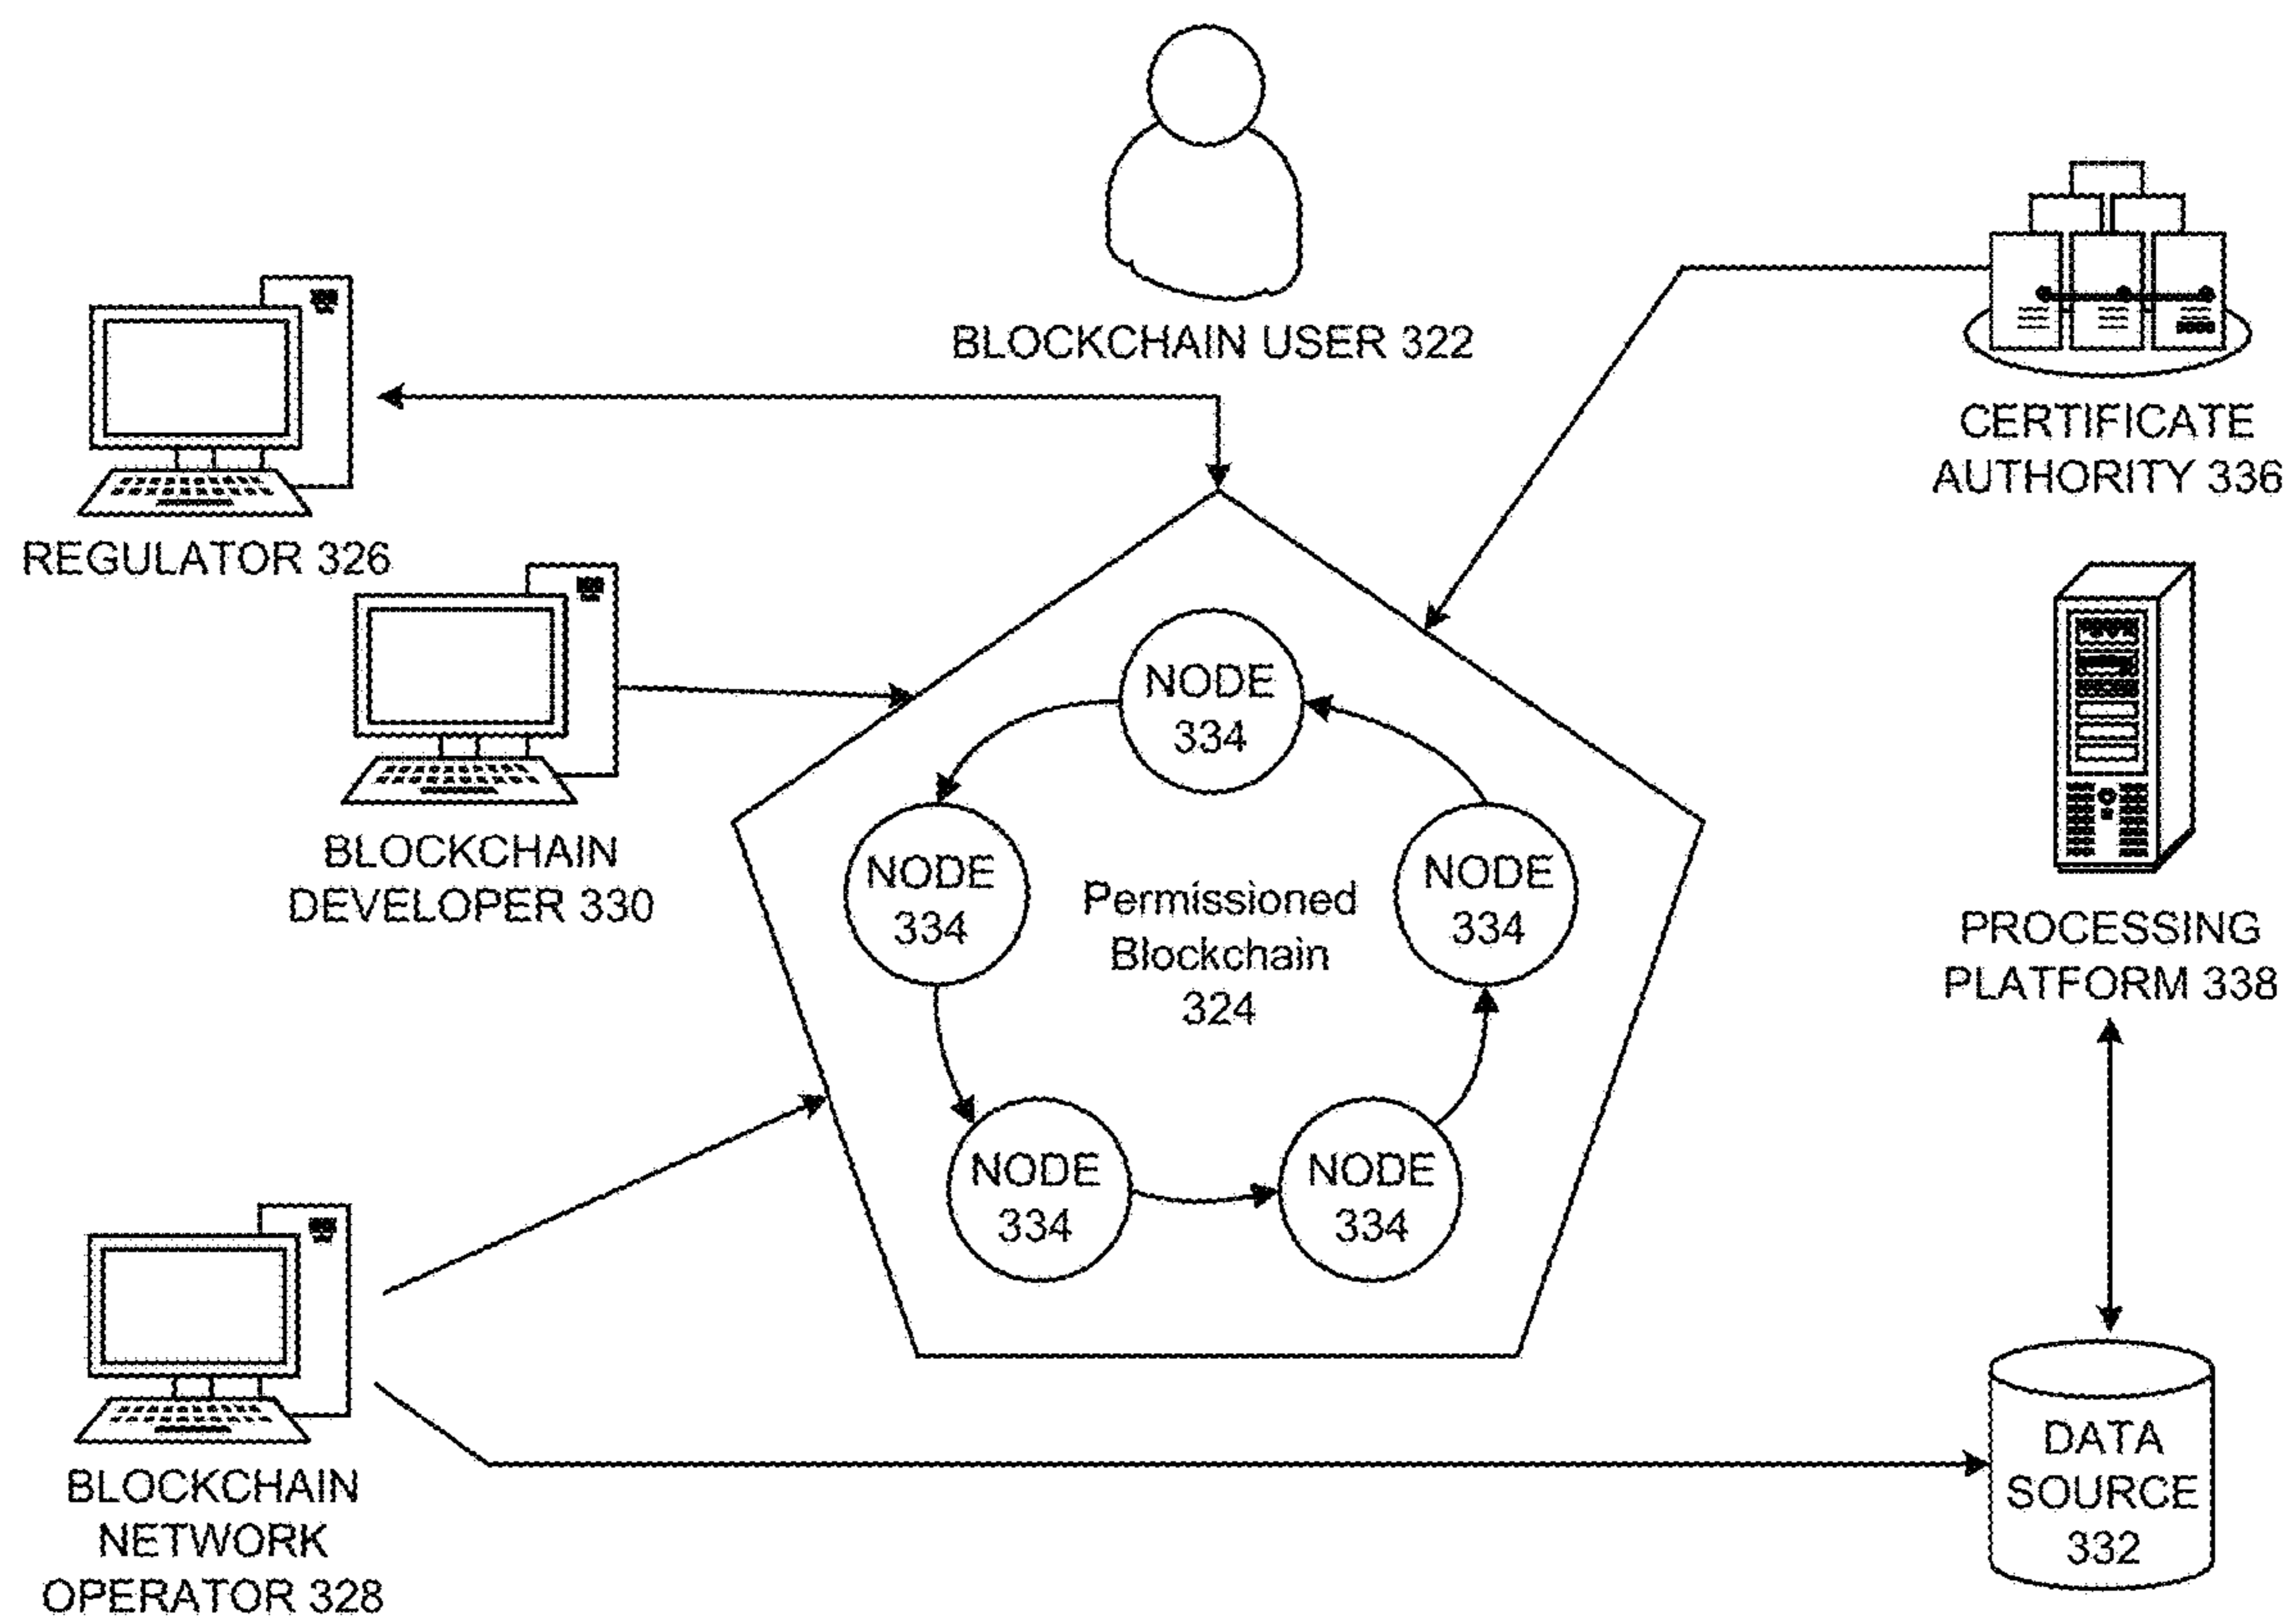 BLOCKCHAIN USER 322
CERTIFICATE
AUTHORITY 336
REGULATOR 326
BLOCKCHAIN
DEVELOPER 330
NODE
334
NODE
334
Permissioned
Blockchain
324
NODE
334
PROCESSING
PLATFORM 338
NODE
334
NODE
334
BLOCKCHAIN
NETWORK
OPERATOR 328
DATA
SOURCE
332